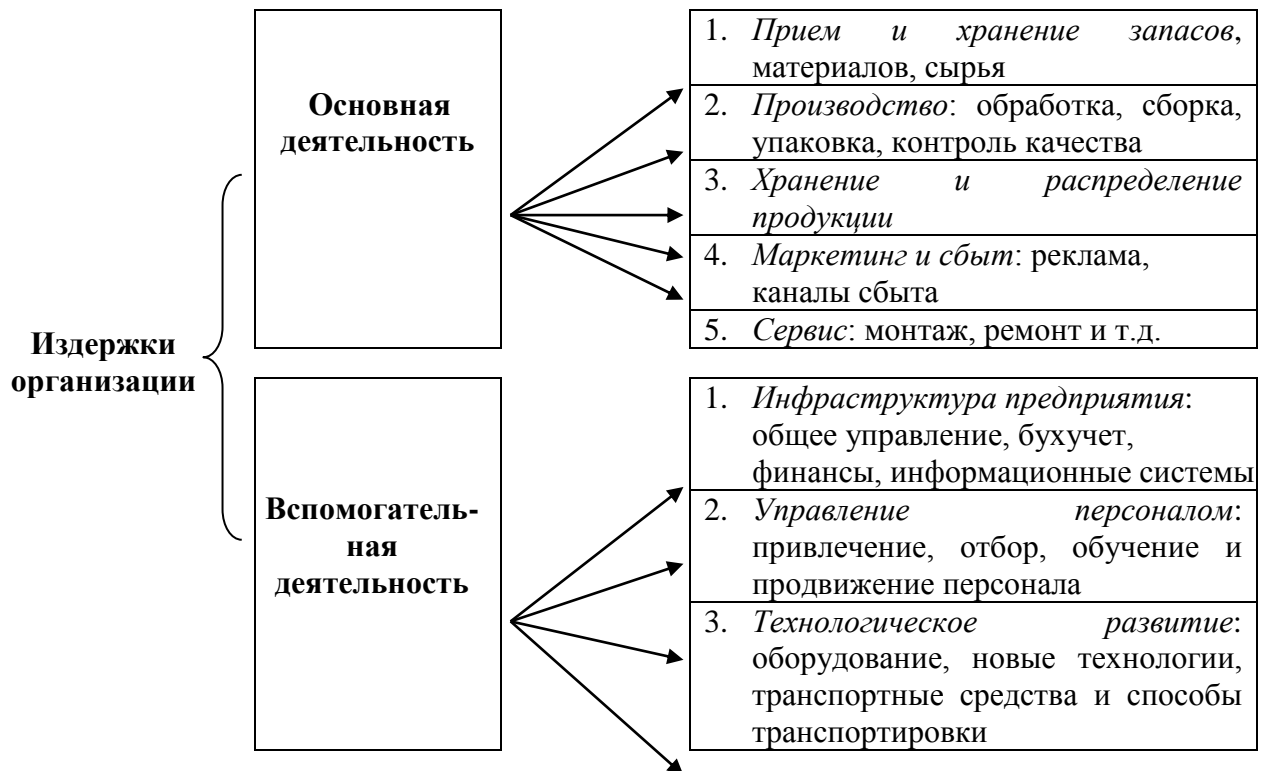 Издержки
организации
Основная
деятельность
1. Прием и хранение запасов,
материалов, сырья
2. Производство: обработка, сборка,
упаковка, контроль качества
3. Хранение и распределение
продукции
4. Маркетинг и сбыт: реклама,
каналы сбыта
5. Сервис: монтаж, ремонт и т.д.
Вспомогатель-
ная
деятельность
1. Инфраструктура предприятия:
общее управление, бухучет,
финансы, информационные системы
2. Управление персоналом:
привлечение, отбор, обучение и
продвижение персонала
3. Технологическое развитие:
оборудование, новые технологии,
транспортные средства и способы
транспортировки